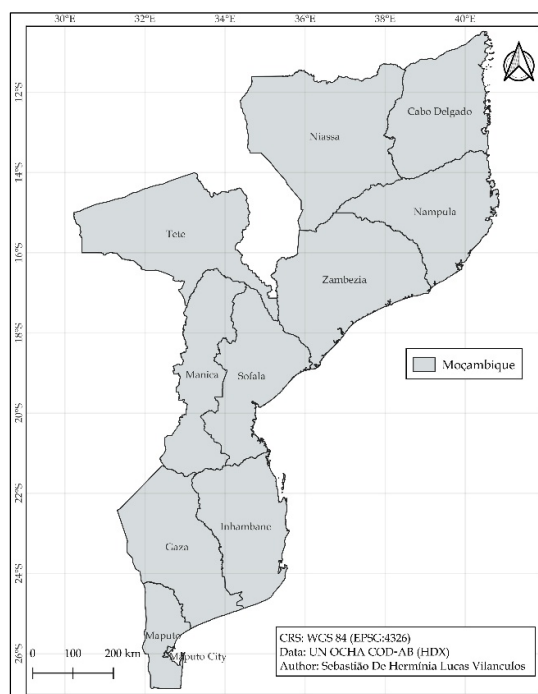 30°E 32°E 34°E 36°E 38°E 40°E
12°S
14°S
16°S
18°S
20°S
22°S
24°S
26°S
Cabo Delgado
Niassa
Nampula
Tete
Zambezia
Manica
Sofala
Moçambique
Inhambane
Gaza
Maputo
Maputo City
0 100 200 km
CRS: WGS 84 (EPSG:4326)
Data: UN OCHA COD-AB (HDX)
Author: Sebastião De Hermínia Lucas Vilanculos